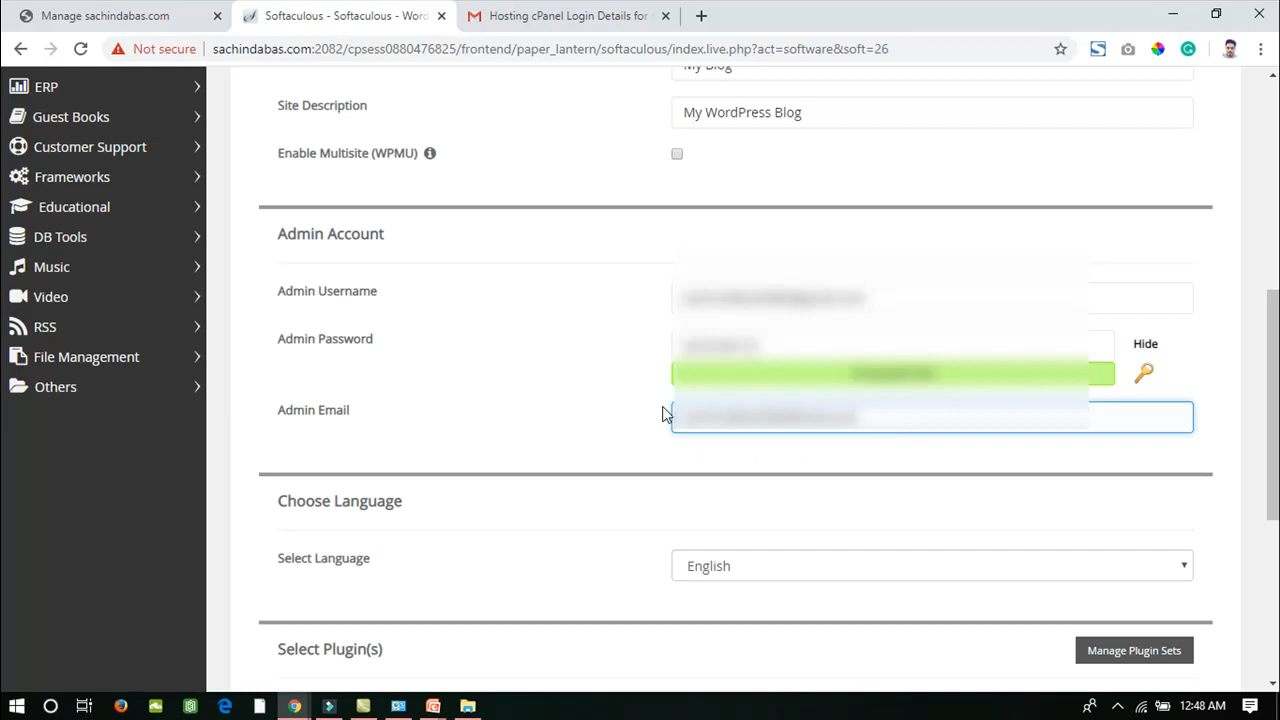 Manage sachindabas.com
Softaculous - Softaculous - Wor
Hosting cPanel Login Details for
Not secure
sachindabas.com:2082/cpsess0880476825/frontend/paper_lantern/softaculous/index.live.php?act=software&soft=26
ERP
Guest Books
Customer Support
Frameworks
Educational
DB Tools
Music
Video
RSS
File Management
Others
My Blog
Site Description
My WordPress Blog
Enable Multisite (WPMU)
Admin Account
Admin Username
Admin Password
Hide
Admin Email
Choose Language
Select Language
English
Select Plugin(s)
Manage Plugin Sets
12:48 AM